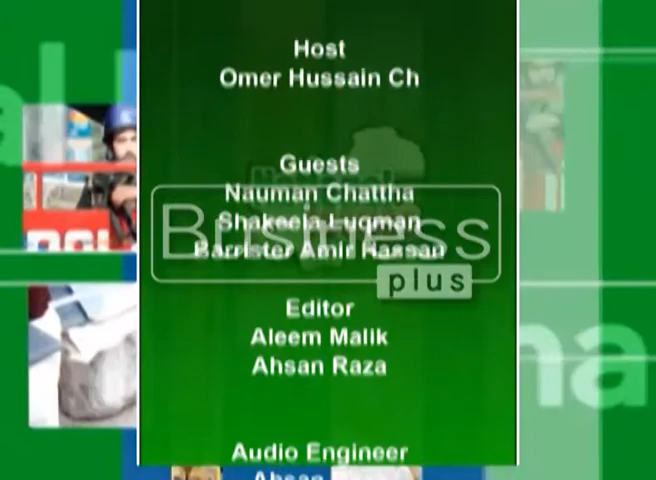 Host
Omer Hussain Ch
Guests
Nauman Chattha
Shakeela Luqman
Barrister Amir Hassan
Business
plus
Editor
Aleem Malik
Ahsan Raza
Audio Engineer
Ahsan